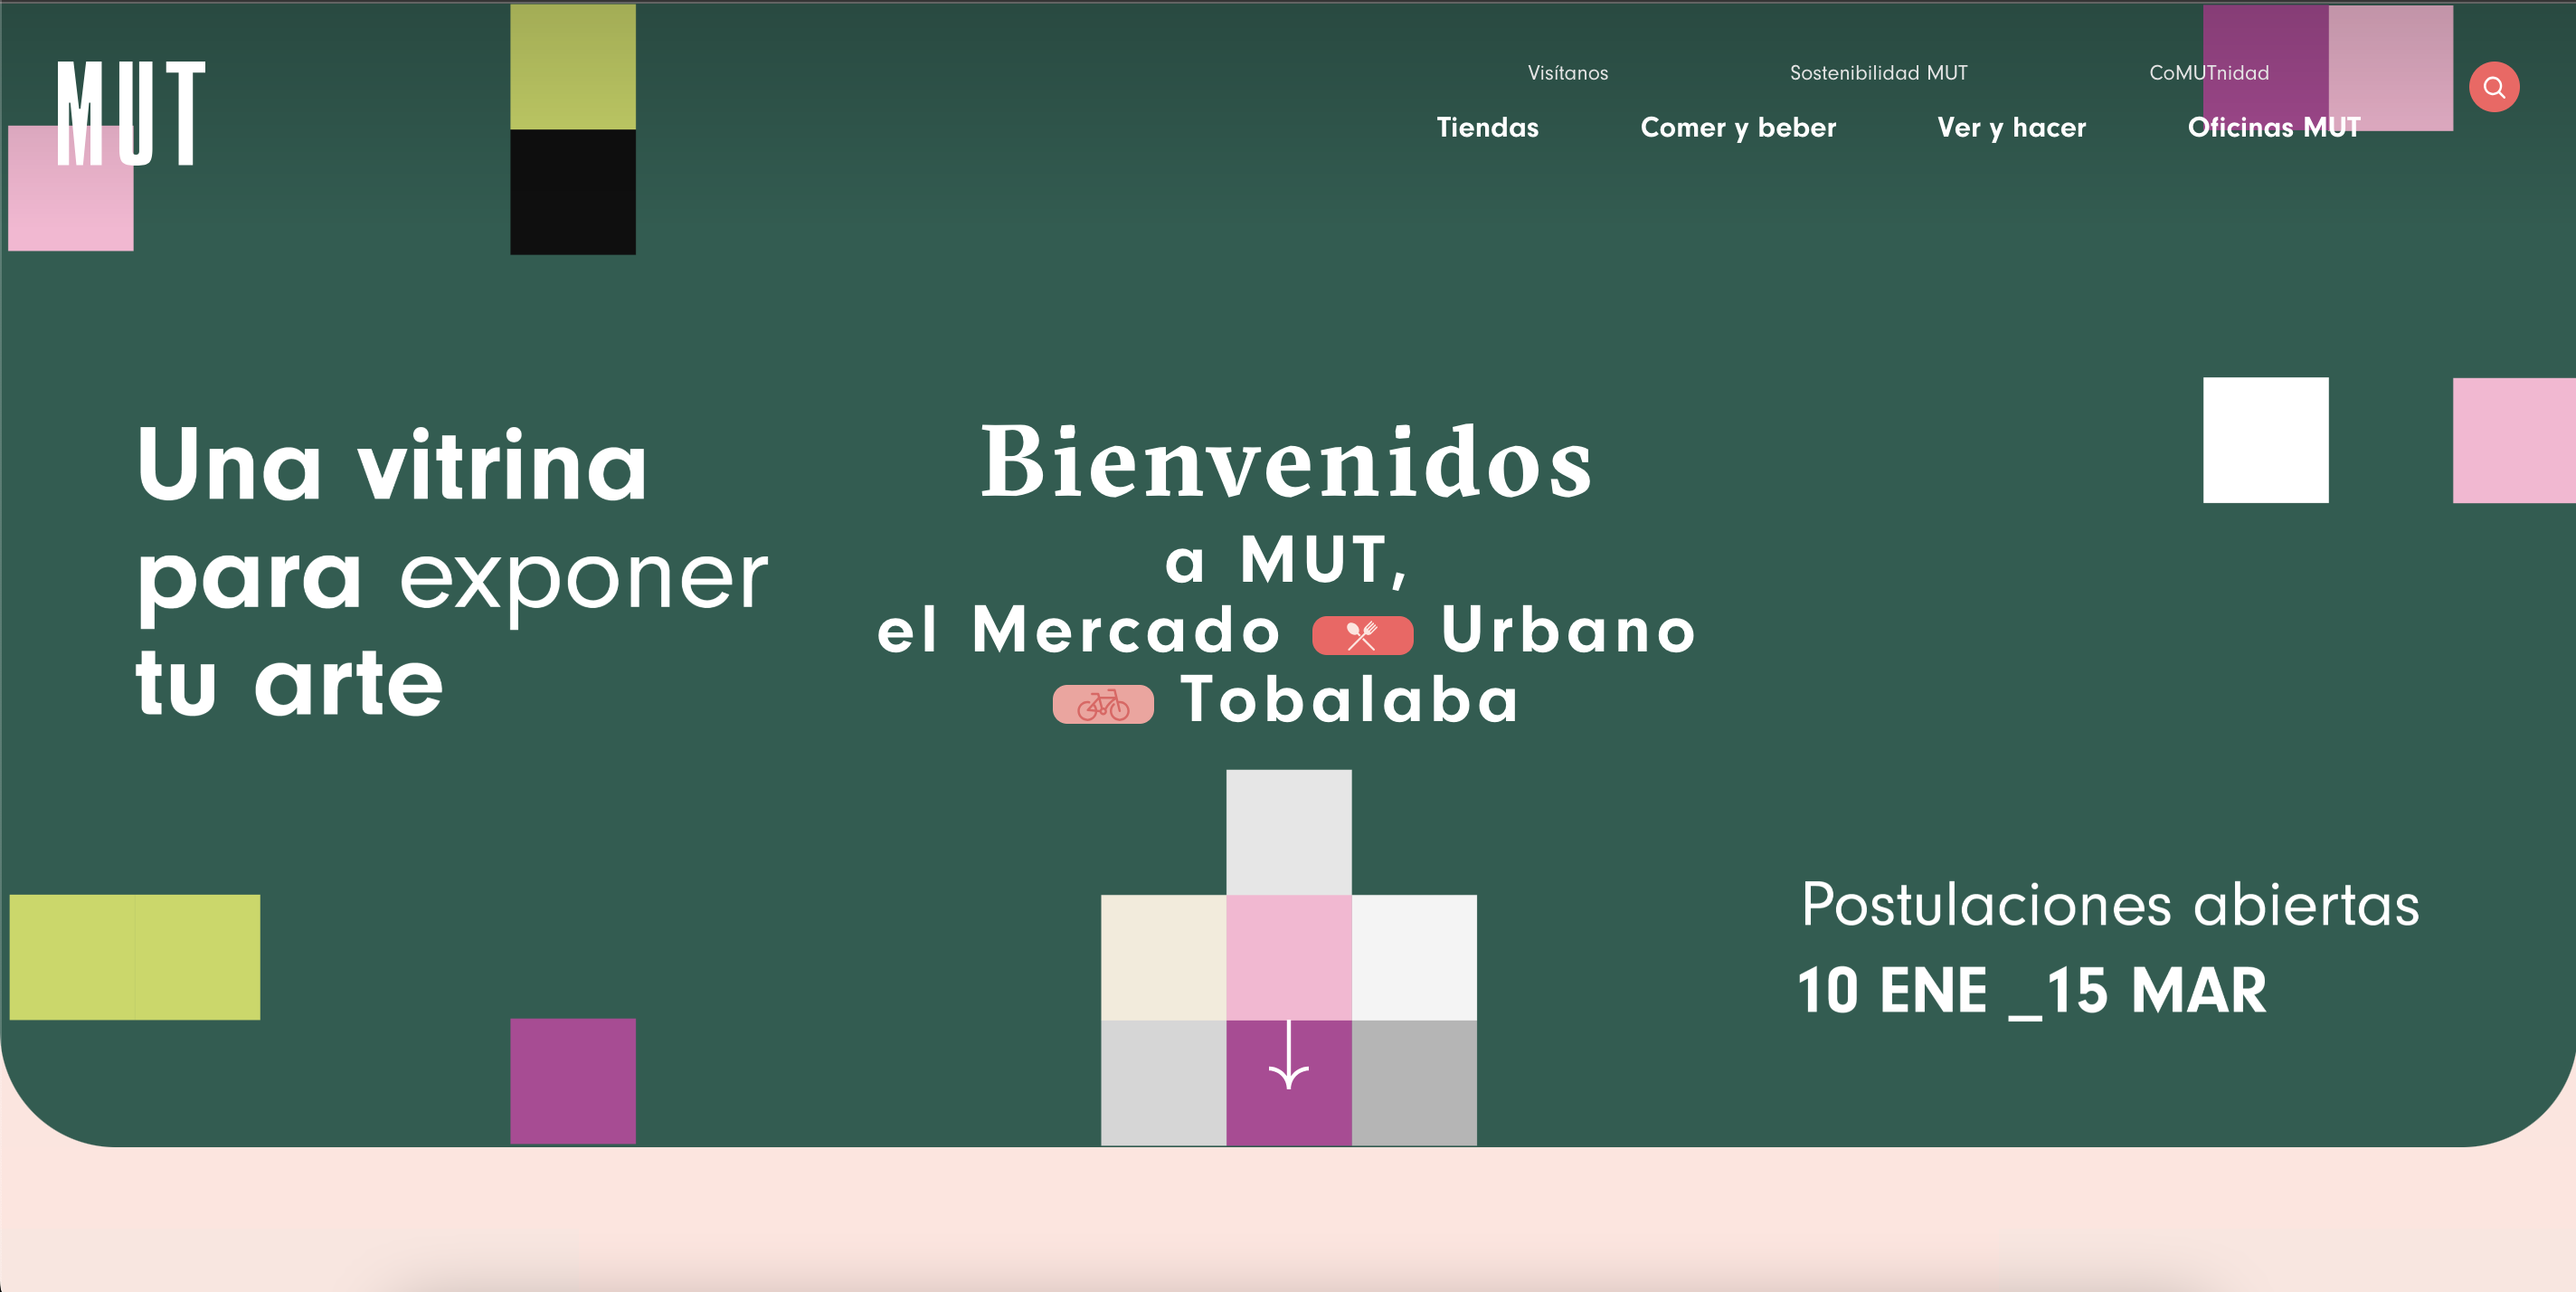 MUT
Visítanos
Sostenibilidad MUT
CoMUTnidad
Tiendas
Comer y beber
Ver y hacer
Oficinas MUT
Una vitrina
para exponer
tu arte
Bienvenidos
a MUT,
el Mercado Urbano
Tobalaba
Postulaciones abiertas
10 ENE _15 MAR